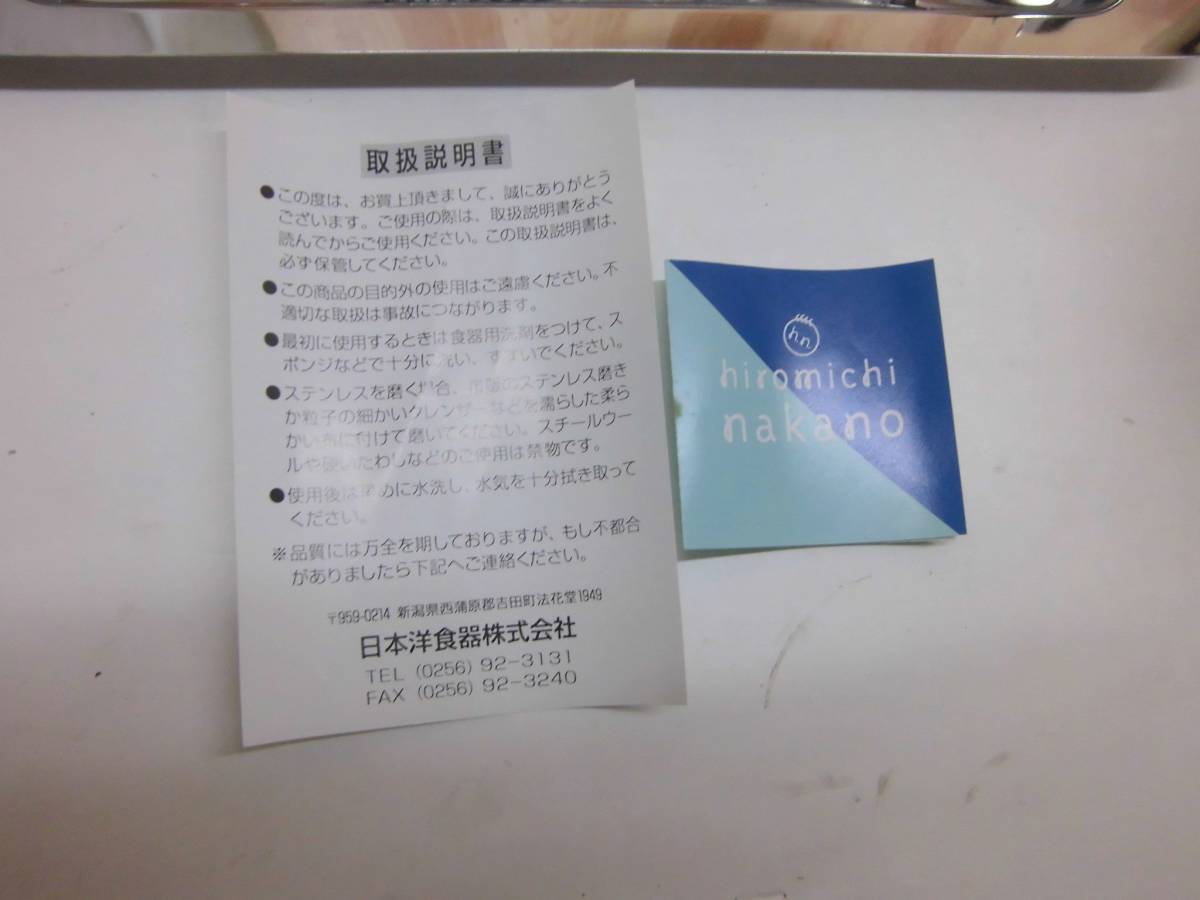 取扱説明書
●この度は、お買上頂きまして、誠にありがとう
ございます。ご使用の際は、取扱説明書をよく
読んでからご使用ください。この取扱説明書は、
必ず保管してください。
●この商品の目的外の使用はご遠慮ください。不
適切な取扱は事故につながります。
●最初に使用するときは食器用洗剤をつけて、ス
ポンジなどで十分に洗い、すすいでください。
●ステンレスを磨く場合、市販のステンレス磨き
か粒子の細かいクレンザーなどを濡らした柔ら
かい布に付けて磨いてください。スチールウー
ルや硬いたわしなどのご使用は禁物です。
●使用後は早めに水洗し、水気を十分拭き取って
ください。
※品質には万全を期しておりますが、もし不都合
がありましたら下記へご連絡ください。
〒959-0214 新潟県西蒲原郡吉田町法花堂1949
日本洋食器株式会社
TEL (0256) 92-3131
FAX (0256) 92-3240
hn
hiromichi
nakano